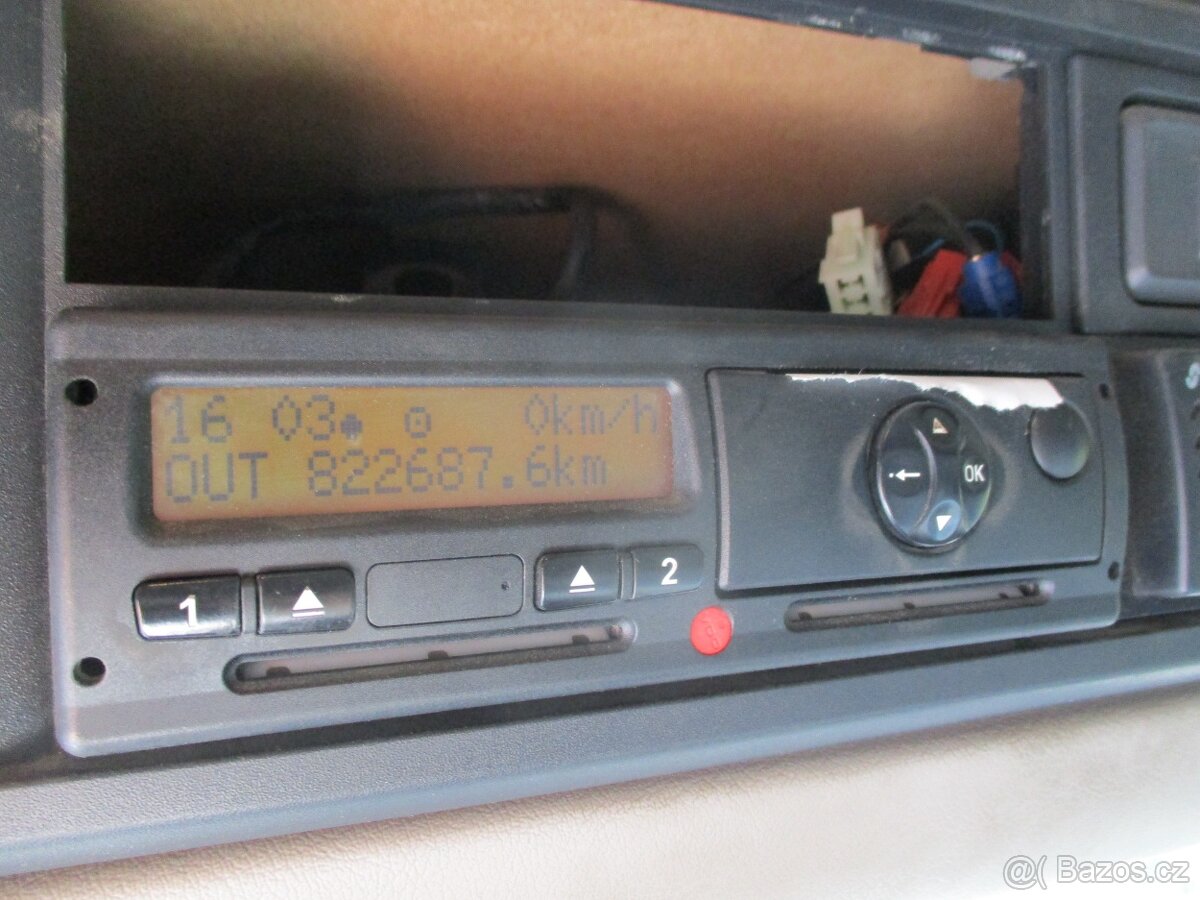 16 03 0km/h
OUT 822687.6km
OK
1 2
@( Bazos.cz